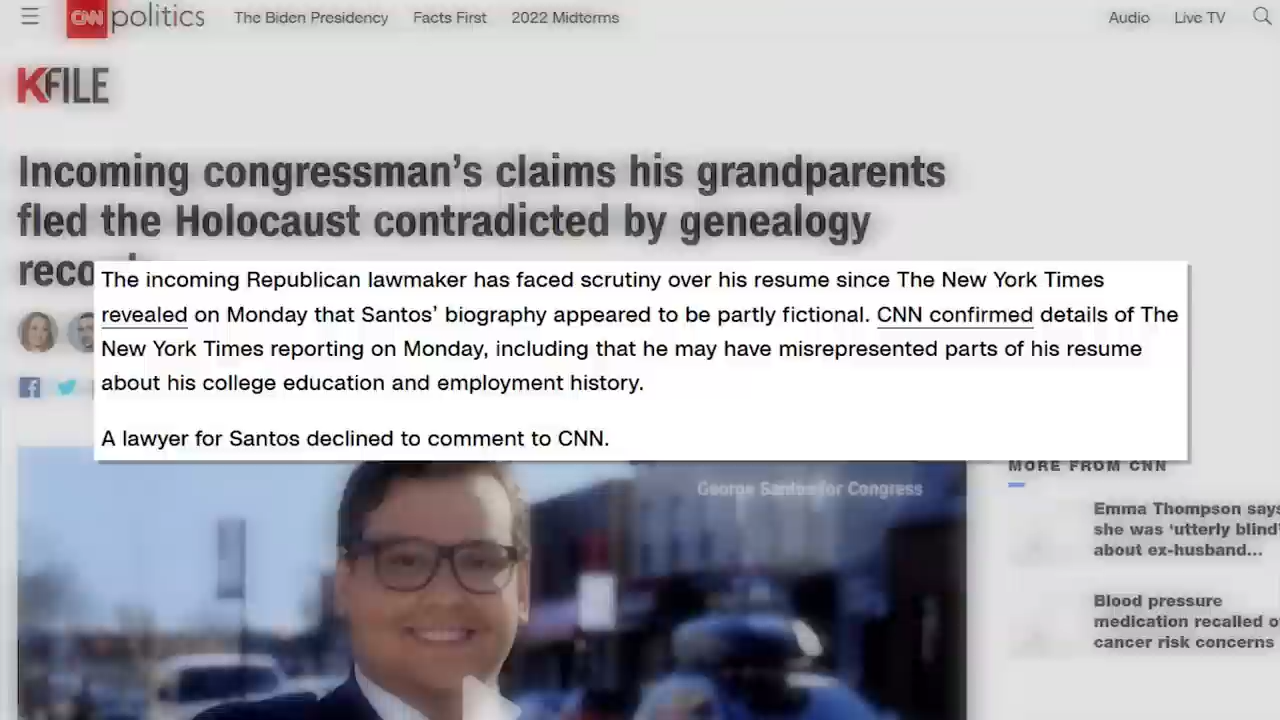 CNN politics The Biden Presidency Facts First 2022 Midterms Audio Live TV
KFILE
Incoming congressman's claims his grandparents
fled the Holocaust contradicted by genealogy
The incoming Republican lawmaker has faced scrutiny over his resume since The New York Times
revealed on Monday that Santos' biography appeared to be partly fictional. CNN confirmed details of The
New York Times reporting on Monday, including that he may have misrepresented parts of his resume
about his college education and employment history.
A lawyer for Santos declined to comment to CNN.
George Santos for Congress
MORE FROM CNN
Emma Thompson says
she was 'utterly blind'
about ex-husband...
Blood pressure
medication recalled
cancer risk concerns